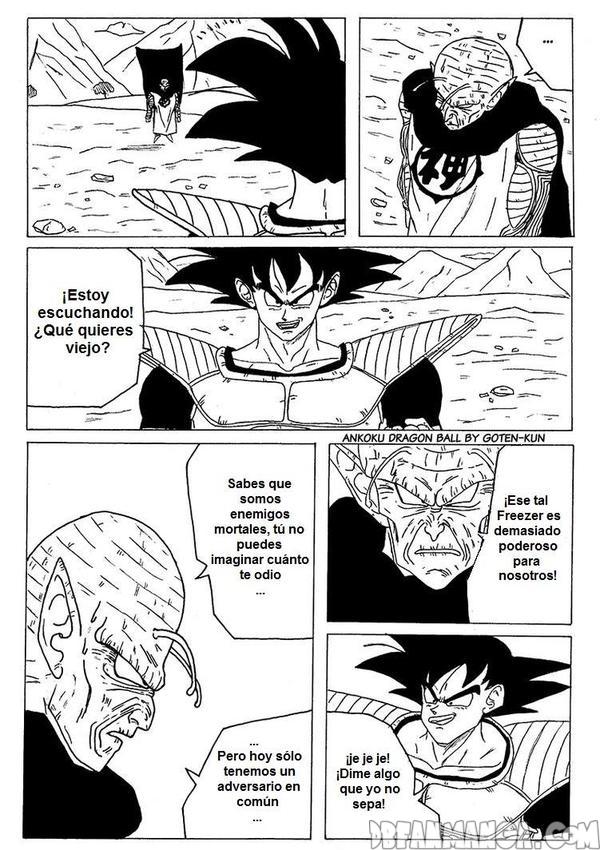 ...
神
¡Estoy
escuchando!
¿Qué quieres
viejo?
ANKOKU DRAGON BALL BY GOTEN-KUN
Sabes que
somos
enemigos
mortales, tú no
puedes
imaginar cuánto
te odio
...
¡Ese tal
Freezer es
demasiado
poderoso
para
nosotros!
...
Pero hoy sólo
tenemos un
adversario en
común
...
¡je je je!
¡Dime algo
que yo no
sepa!
DBFANMANGA.COM